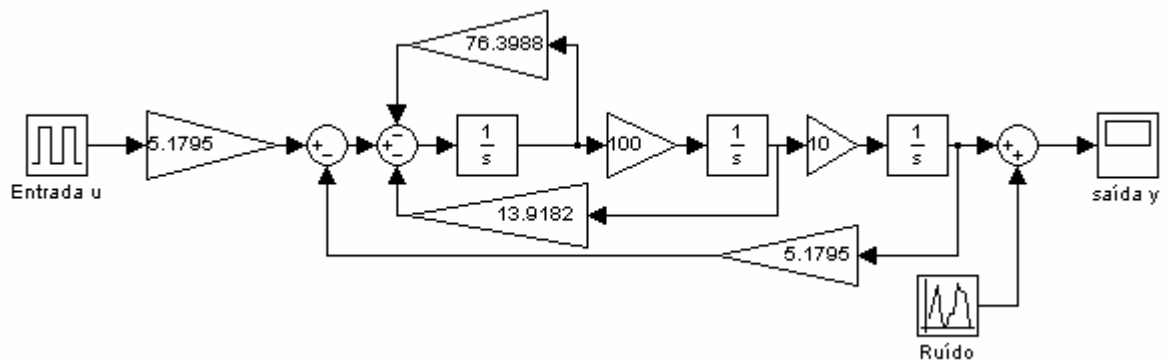 76.3988
5.1795
+
−
−
+
−
1
s
100
1
s
10
1
s
+
+
Entrada u
saída y
13.9182
5.1795
Ruído